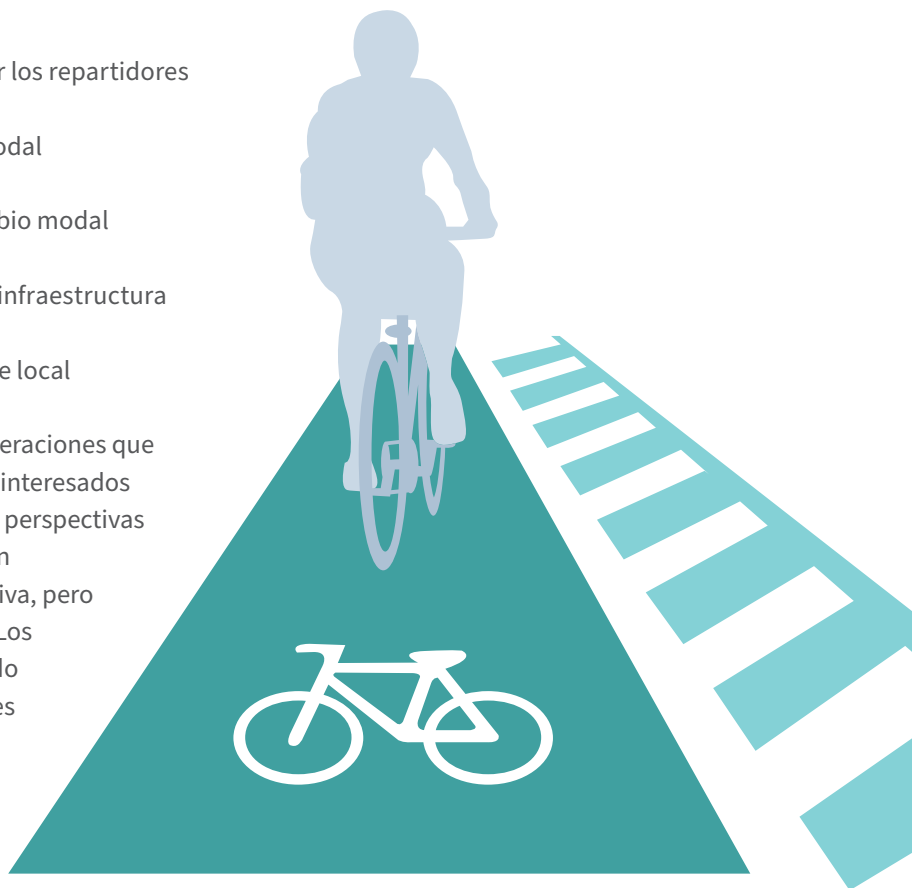 r los repartidores
odal
bio modal
infraestructura
e local
eraciones que
interesados
perspectivas
n
iva, pero
Los
lo
es